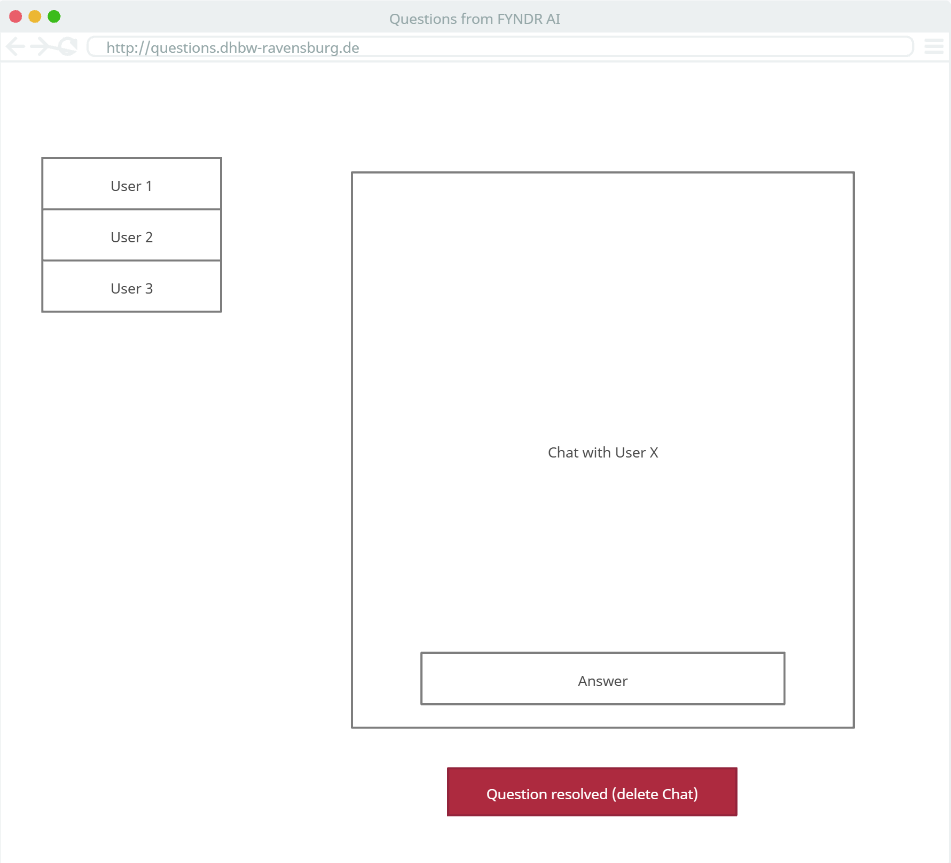 Questions from FYNDR AI
http://questions.dhbw-ravensburg.de
User 1
User 2
User 3
Chat with User X
Answer
Question resolved (delete Chat)